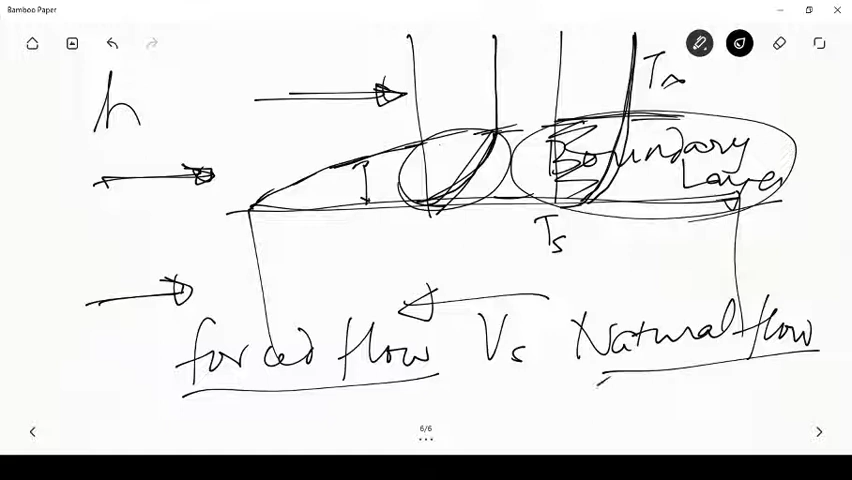 Bamboo Paper
h
T∞
Boundary
Layer
Ts
forced flow Vs Natural flow
6/6